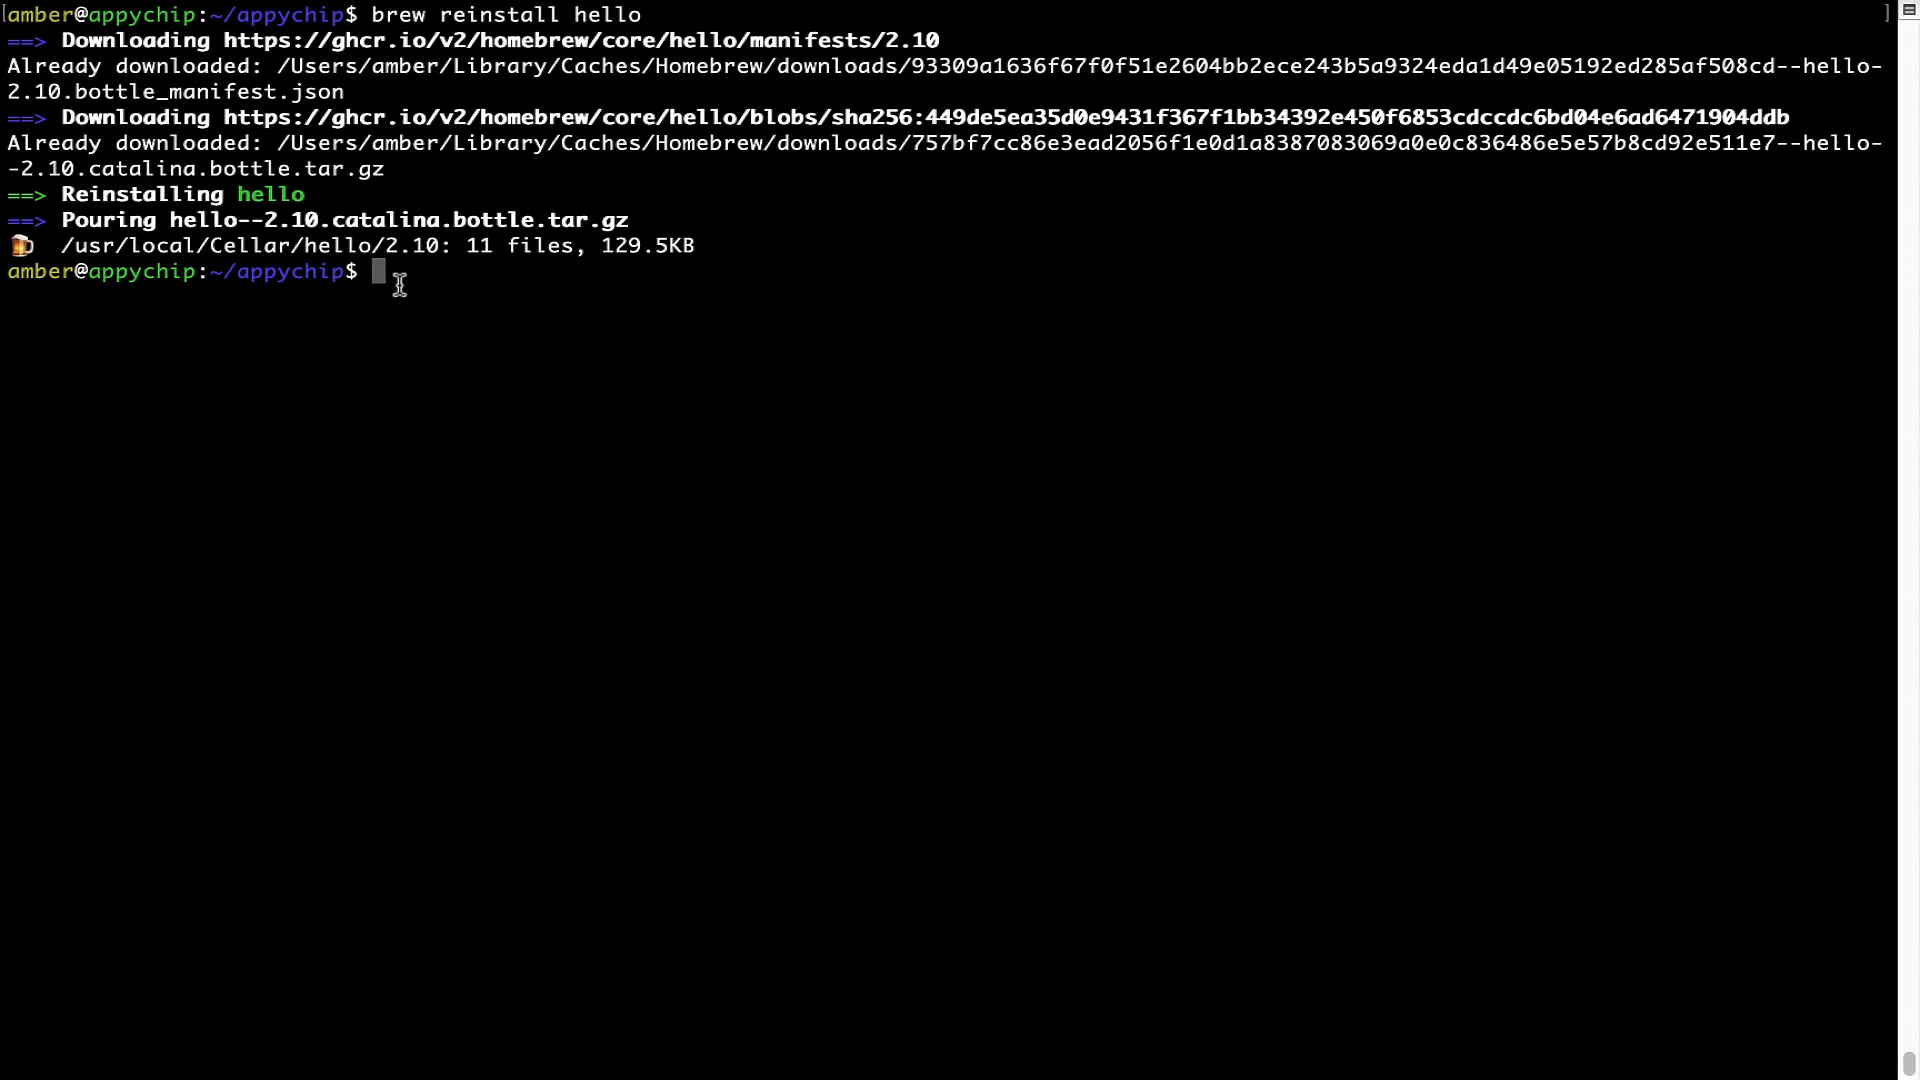 amber@appychip:~/appychip$ brew reinstall hello
==> Downloading https://ghcr.io/v2/homebrew/core/hello/manifests/2.10
Already downloaded: /Users/amber/Library/Caches/Homebrew/downloads/93309a1636f67f0f51e2604bb2ece243b5a9324eda1d49e05192ed285af508cd--hello-
2.10.bottle_manifest.json
==> Downloading https://ghcr.io/v2/homebrew/core/hello/blobs/sha256:449de5ea35d0e9431f367f1bb34392e450f6853cdccdc6bd04e6ad6471904ddb
Already downloaded: /Users/amber/Library/Caches/Homebrew/downloads/757bf7cc86e3ead2056f1e0d1a8387083069a0e0c836486e5e57b8cd92e511e7--hello-
-2.10.catalina.bottle.tar.gz
==> Reinstalling hello
==> Pouring hello--2.10.catalina.bottle.tar.gz
🍺  /usr/local/Cellar/hello/2.10: 11 files, 129.5KB
amber@appychip:~/appychip$